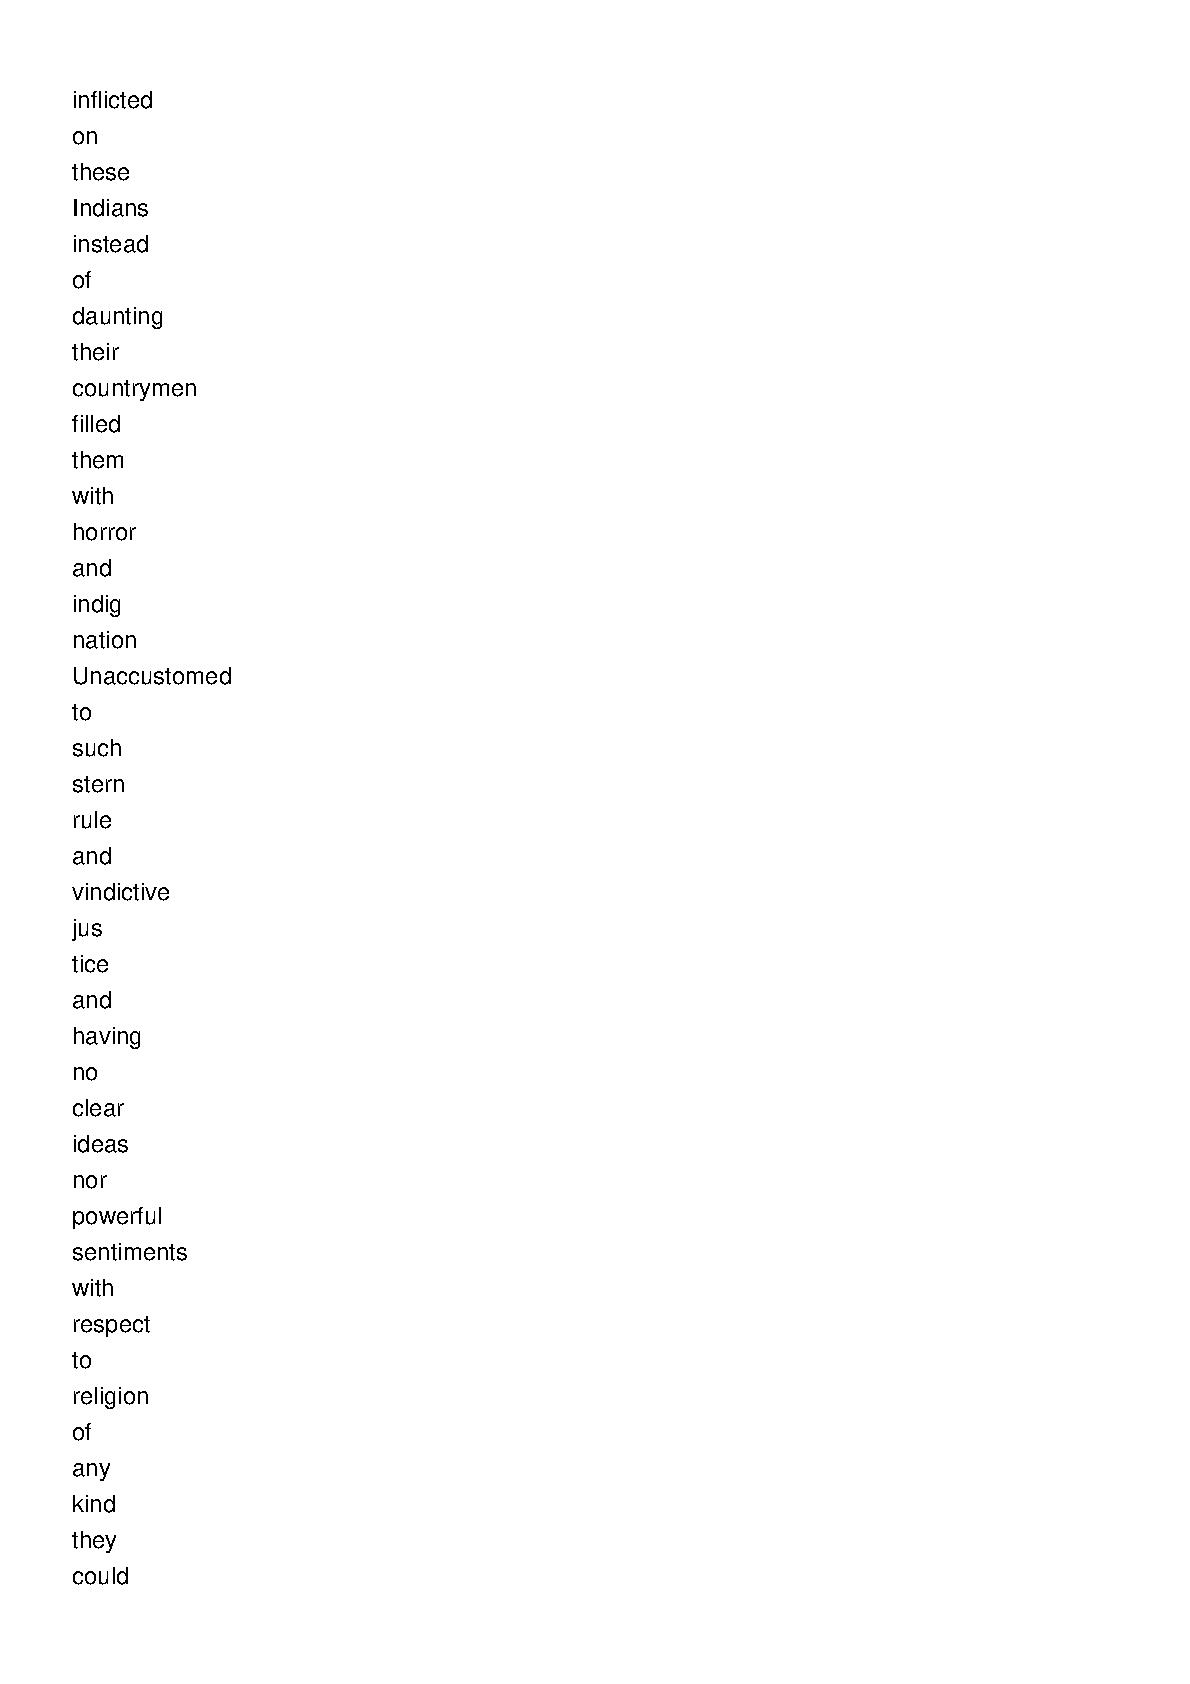 inflicted
on
these
Indians
instead
of
daunting
their
countrymen
filled
them
with
horror
and
indig
nation
Unaccustomed
to
such
stern
rule
and
vindictive
jus
tice
and
having
no
clear
ideas
nor
powerful
sentiments
with
respect
to
religion
of
any
kind
they
could